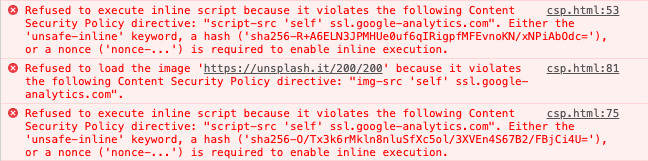 Refused to execute inline script because it violates the following Content csp.html:53
Security Policy directive: "script-src 'self' ssl.google-analytics.com". Either the
'unsafe-inline' keyword, a hash ('sha256-R+A6ELN3JPMHUe0uf6qIRigpfMFEvnoKN/xNPiAbOdc='),
or a nonce ('nonce-...') is required to enable inline execution.
Refused to load the image 'https://unsplash.it/200/200' because it violates csp.html:81
the following Content Security Policy directive: "img-src 'self' ssl.google-
analytics.com".
Refused to execute inline script because it violates the following Content csp.html:75
Security Policy directive: "script-src 'self' ssl.google-analytics.com". Either the
'unsafe-inline' keyword, a hash ('sha256-O/Tx3k6rMkln8nluSfXc5ol/3XVEn4S67B2/FBjCi4U='),
or a nonce ('nonce-...') is required to enable inline execution.